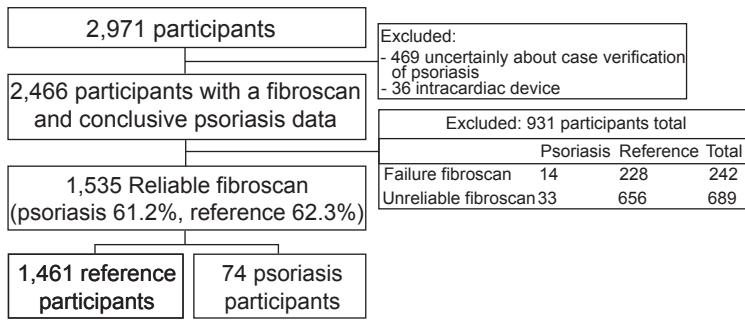 2,971 participants
Excluded:
- 469 uncertainly about case verification
of psoriasis
- 36 intracardiac device
2,466 participants with a fibroscan
and conclusive psoriasis data
Excluded: 931 participants total
Psoriasis Reference Total
Failure fibroscan 14 228 242
Unreliable fibroscan 33 656 689
1,535 Reliable fibroscan
(psoriasis 61.2%, reference 62.3%)
1,461 reference
participants
74 psoriasis
participants